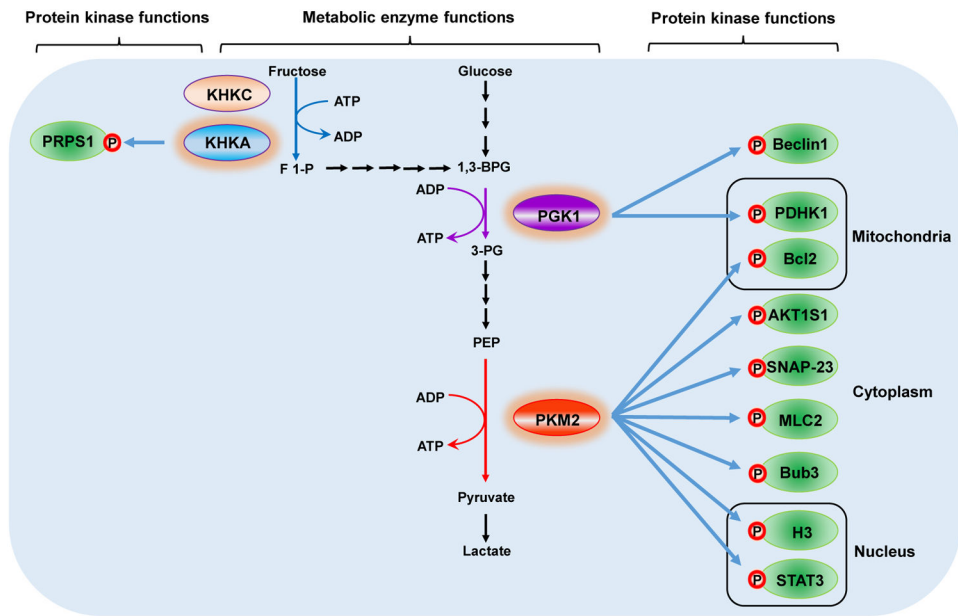 Protein kinase functions
Metabolic enzyme functions
Protein kinase functions
Fructose
Glucose
KHKC
ATP
ADP
PRPS1
P
KHKA
F 1-P
1,3-BPG
P
Beclin1
ADP
PGK1
P
PDHK1
Mitochondria
ATP
3-PG
P
Bcl2
P
AKT1S1
PEP
P
SNAP-23
Cytoplasm
ADP
PKM2
P
MLC2
ATP
P
Bub3
Pyruvate
P
H3
Nucleus
Lactate
P
STAT3